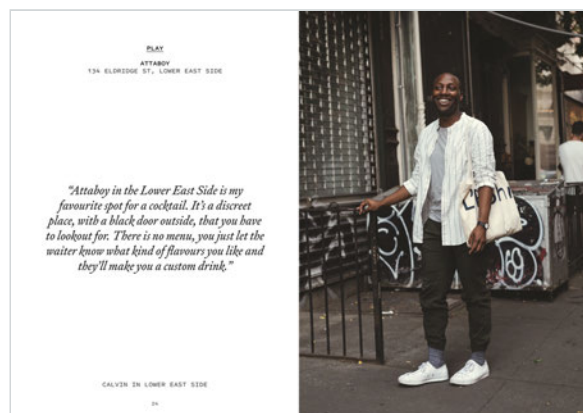 PLAY
ATTABOY
134 ELDRIDGE ST, LOWER EAST SIDE
“Attaboy in the Lower East Side is my
favourite spot for a cocktail. It’s a discreet
place, with a black door outside, that you have
to lookout for. There is no menu, you just let the
waiter know what kind of flavours you like and
they’ll make you a custom drink.”
CALVIN IN LOWER EAST SIDE